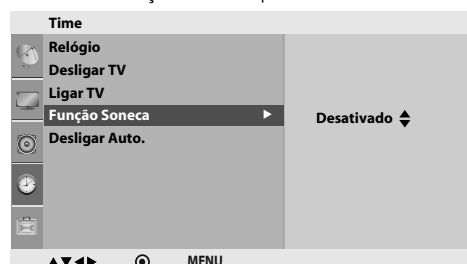 Time
Relógio
Desligar TV
Ligar TV
Função Soneca ▶
Desativado
Desligar Auto.
MENU